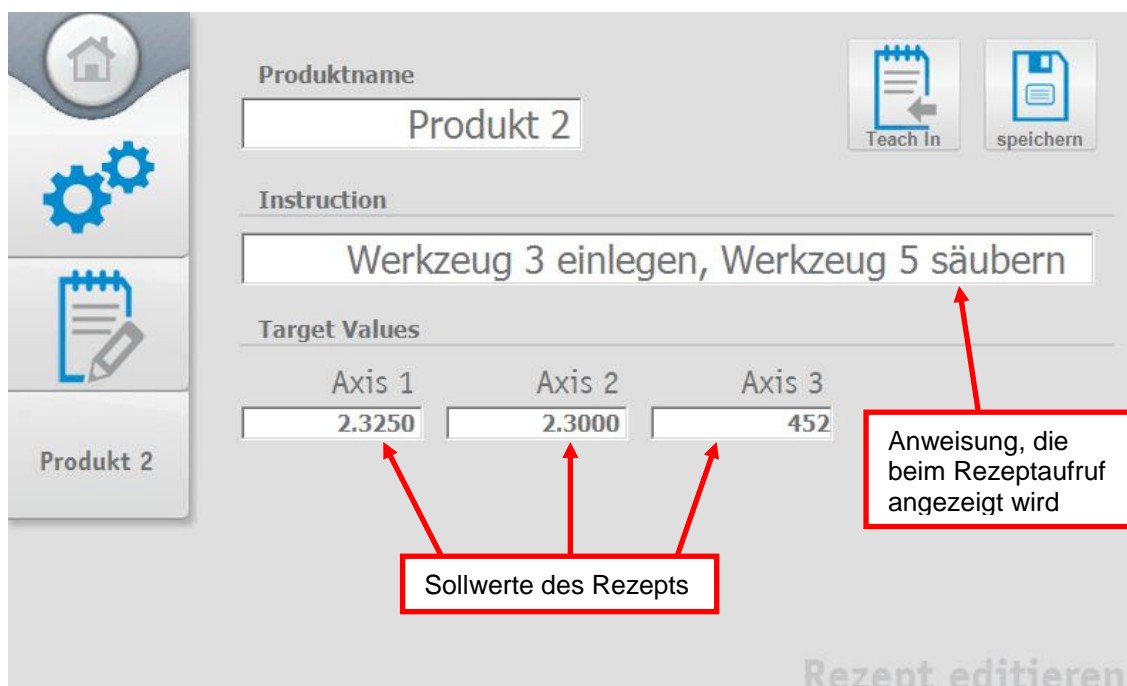 Produktname
Produkt 2
Teach In
speichern
Instruction
Werkzeug 3 einlegen, Werkzeug 5 säubern
Target Values
Axis 1 Axis 2 Axis 3
2.3250 2.3000 452
Produkt 2
Anweisung, die
beim Rezeptaufruf
angezeigt wird
Sollwerte des Rezepts
Rezept editieren